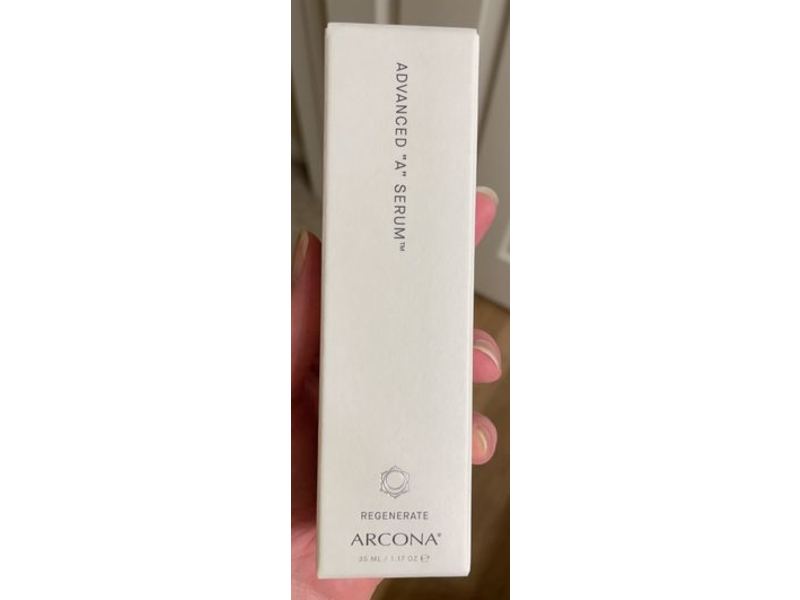 ADVANCED "A" SERUM™
REGENERATE
ARCONA®
35 ML / 1.17 OZ ℮